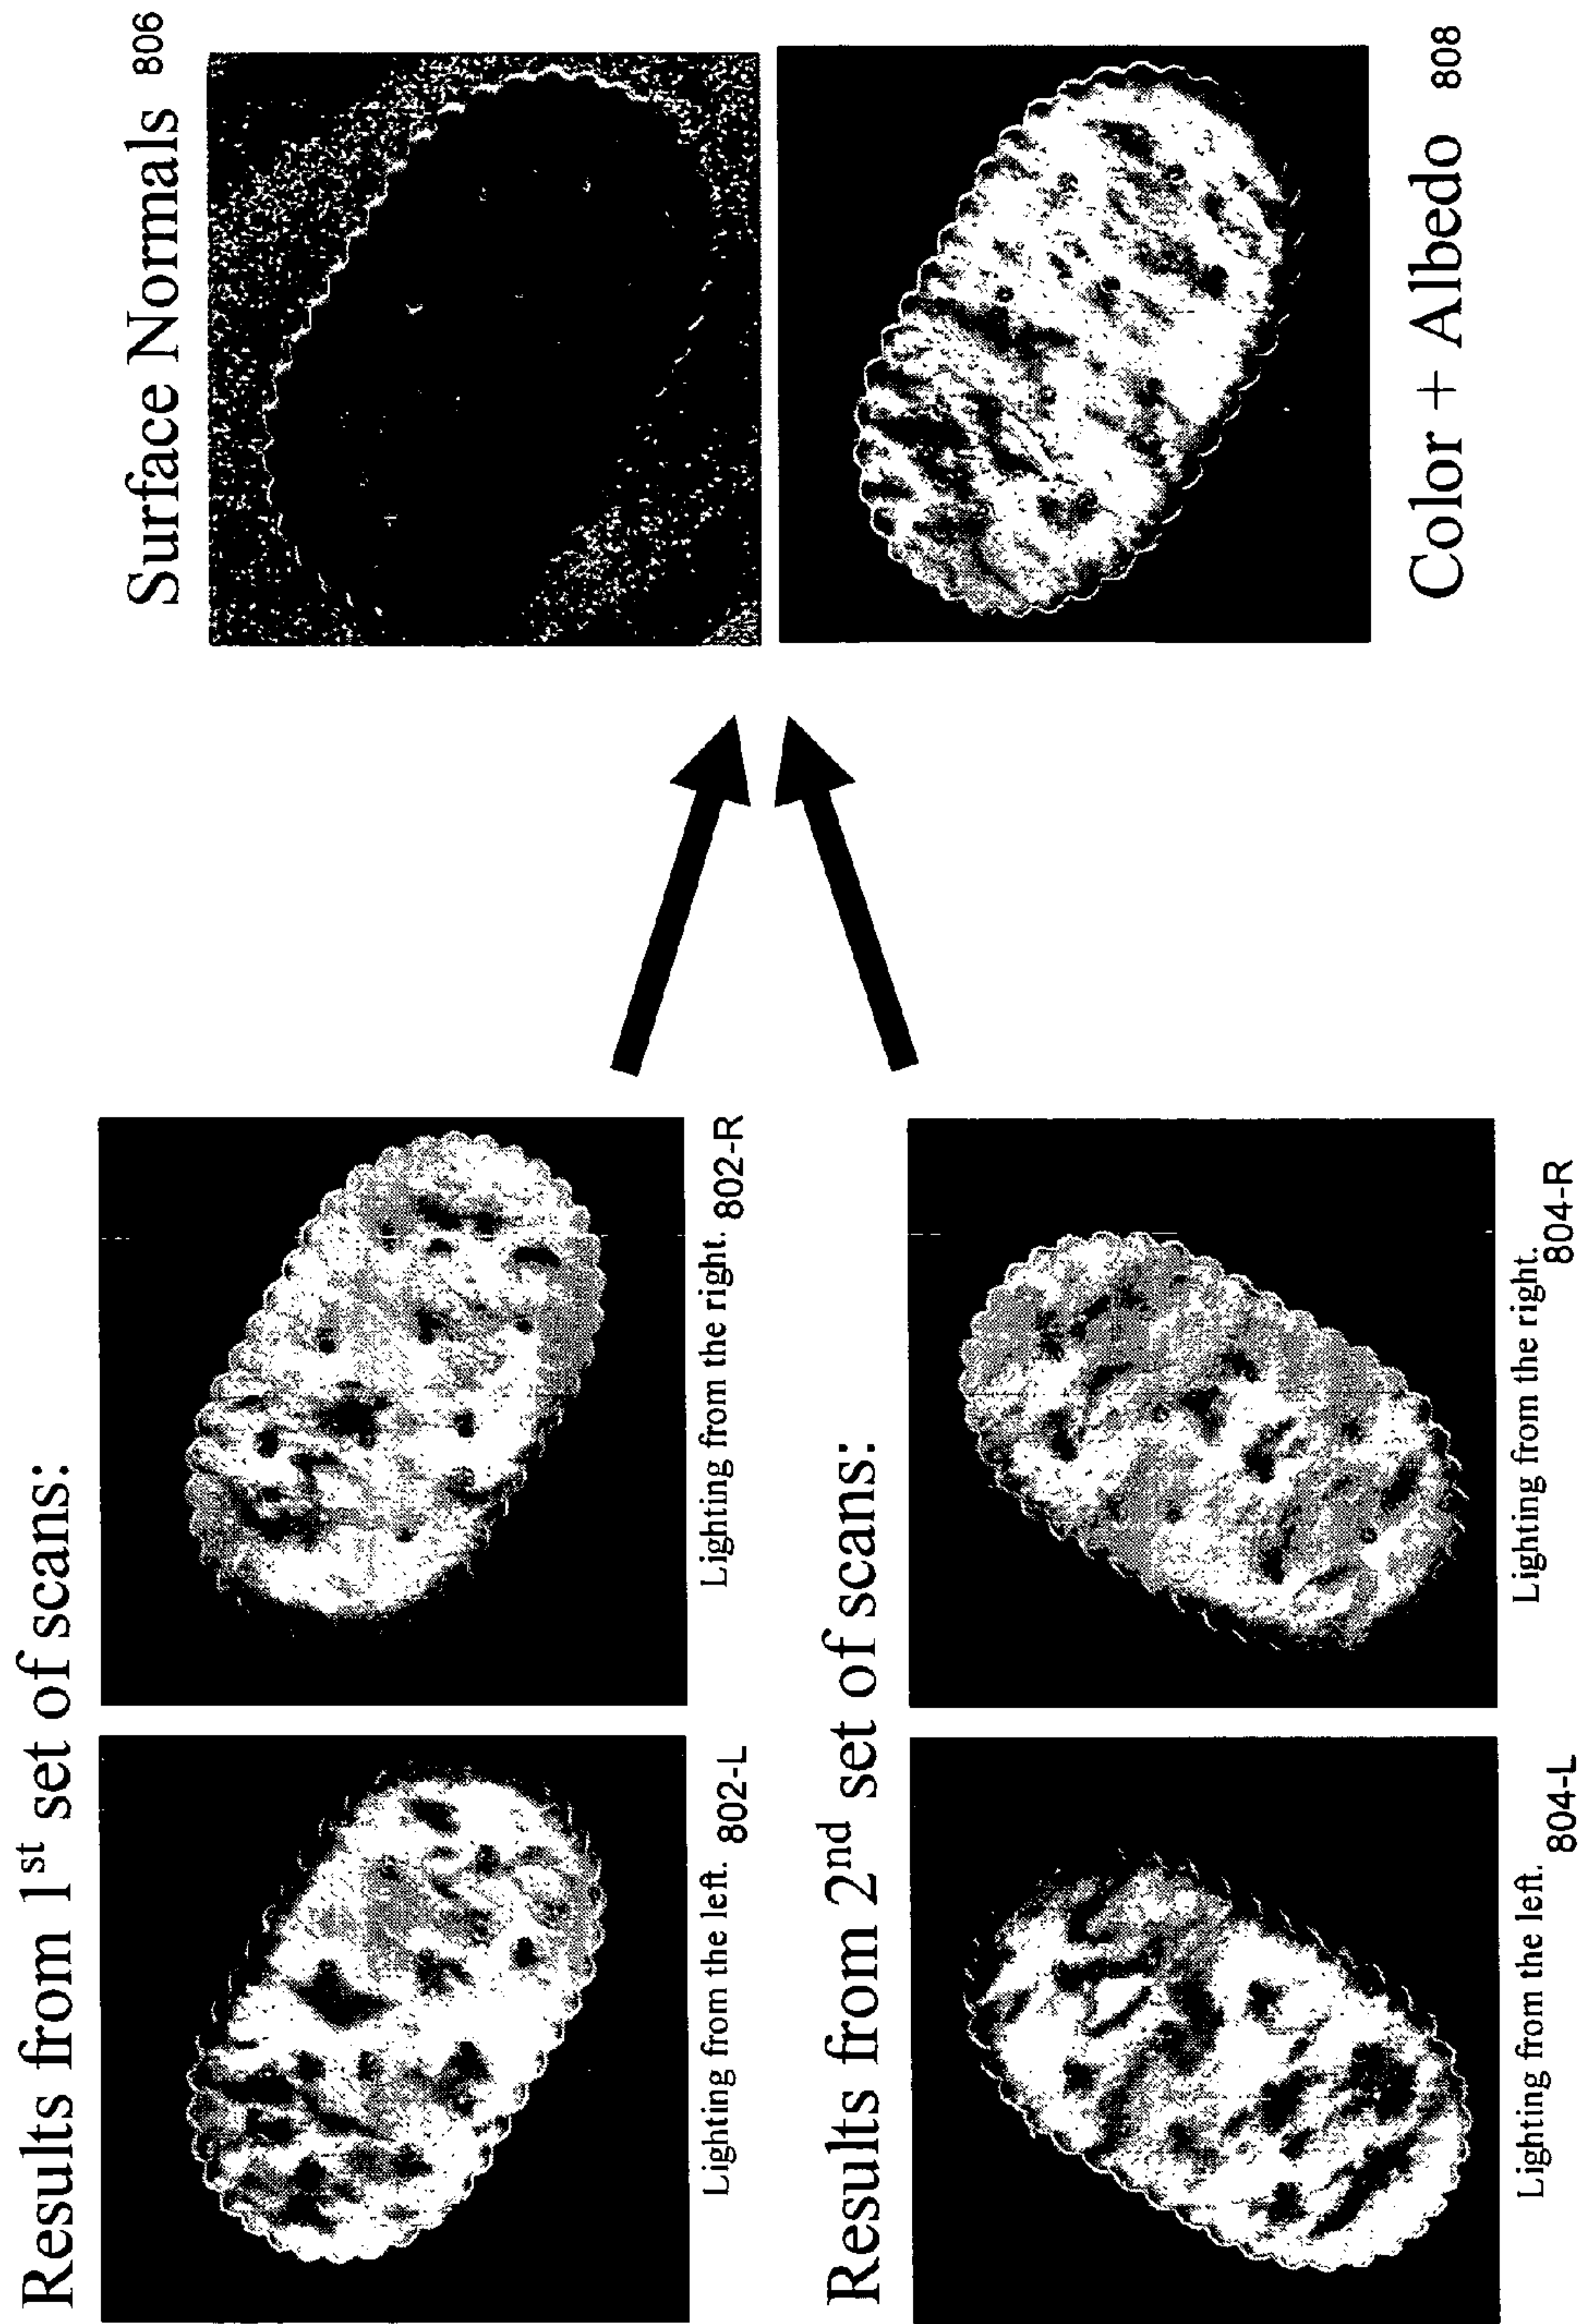 Results from 1st set of scans:
Lighting from the left. 802-L
Lighting from the right. 802-R
Results from 2nd set of scans:
Lighting from the left. 804-L
Lighting from the right. 804-R
Surface Normals 806
Color + Albedo 808